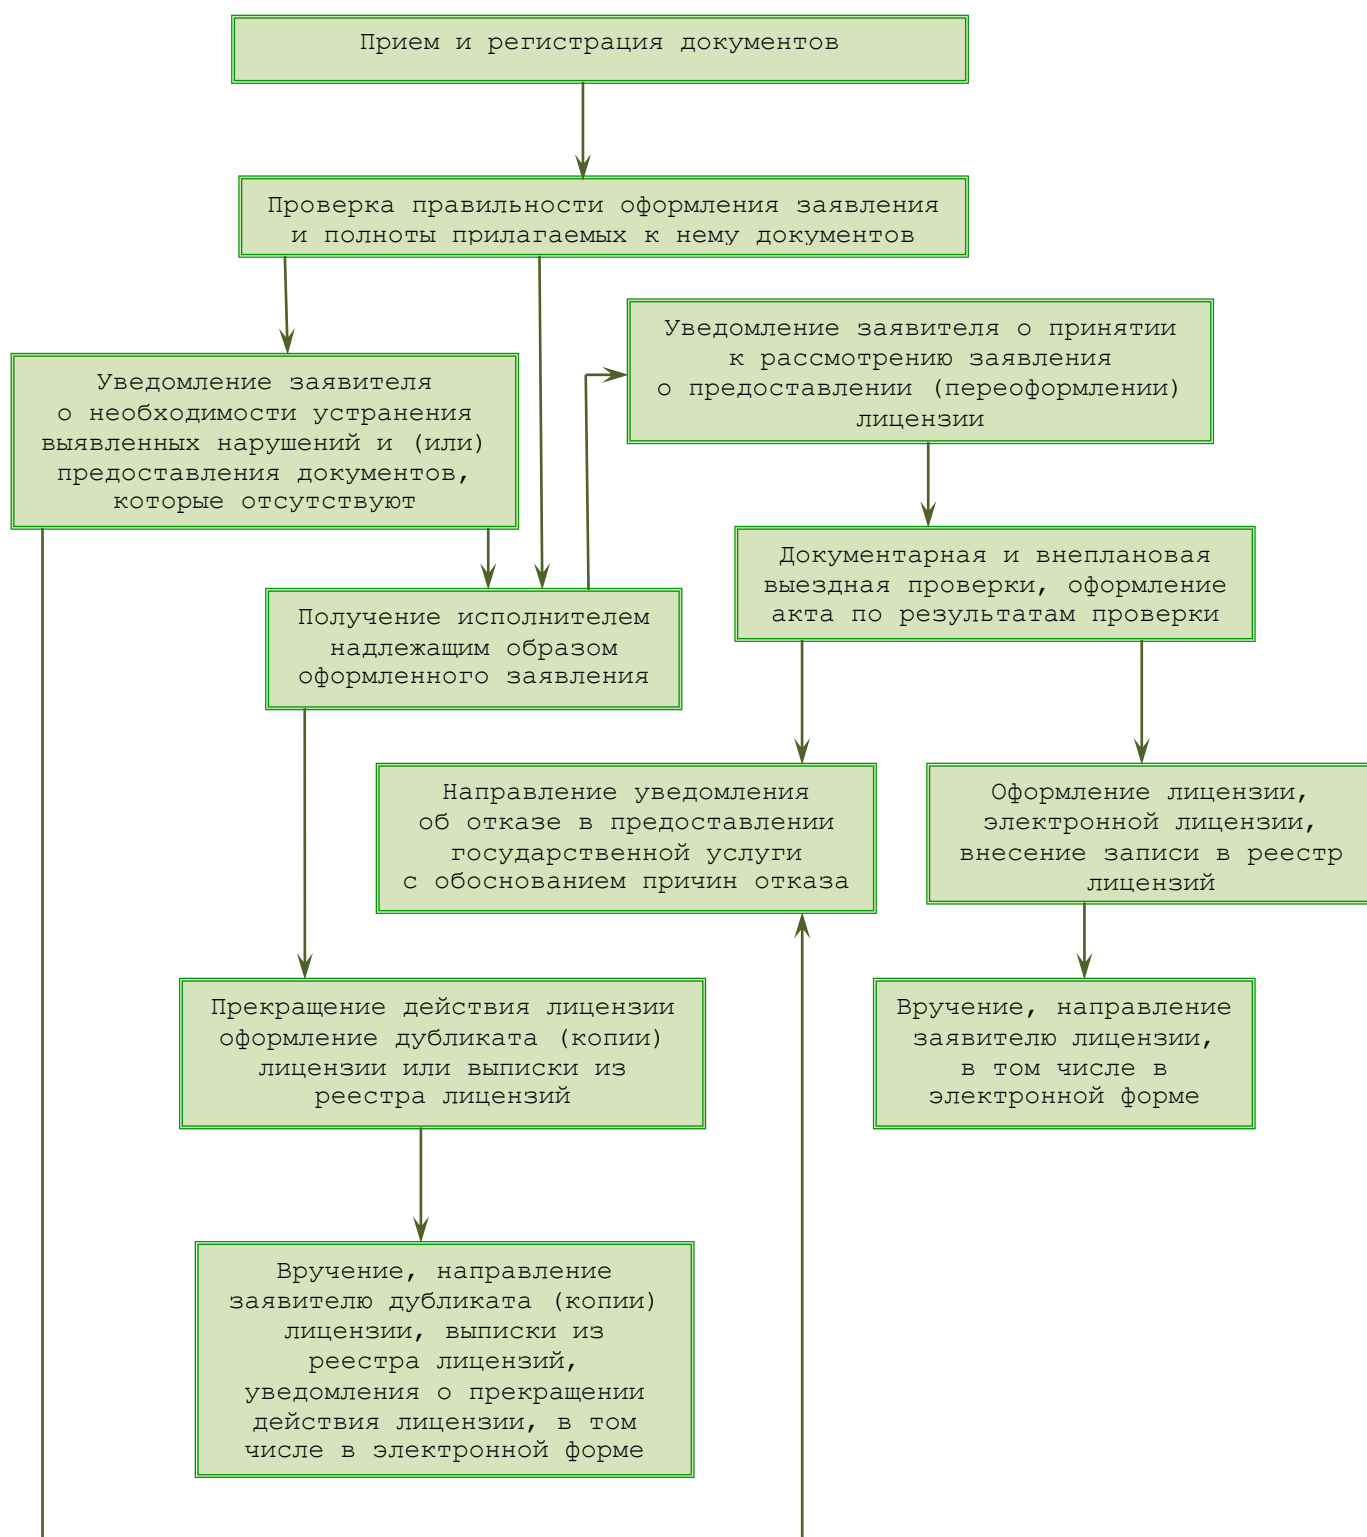 Прием и регистрация документов
Проверка правильности оформления заявления
и полноты прилагаемых к нему документов
Уведомление заявителя о принятии
к рассмотрению заявления
о предоставлении (переоформлении)
лицензии
Уведомление заявителя
о необходимости устранения
выявленных нарушений и (или)
предоставления документов,
которые отсутствуют
Документарная и внеплановая
выездная проверки, оформление
акта по результатам проверки
Получение исполнителем
надлежащим образом
оформленного заявления
Направление уведомления
об отказе в предоставлении
государственной услуги
с обоснованием причин отказа
Оформление лицензии,
электронной лицензии,
внесение записи в реестр
лицензий
Прекращение действия лицензии
оформление дубликата (копии)
лицензии или выписки из
реестра лицензий
Вручение, направление
заявителю лицензии,
в том числе в
электронной форме
Вручение, направление
заявителю дубликата (копии)
лицензии, выписки из
реестра лицензий,
уведомления о прекращении
действия лицензии, в том
числе в электронной форме